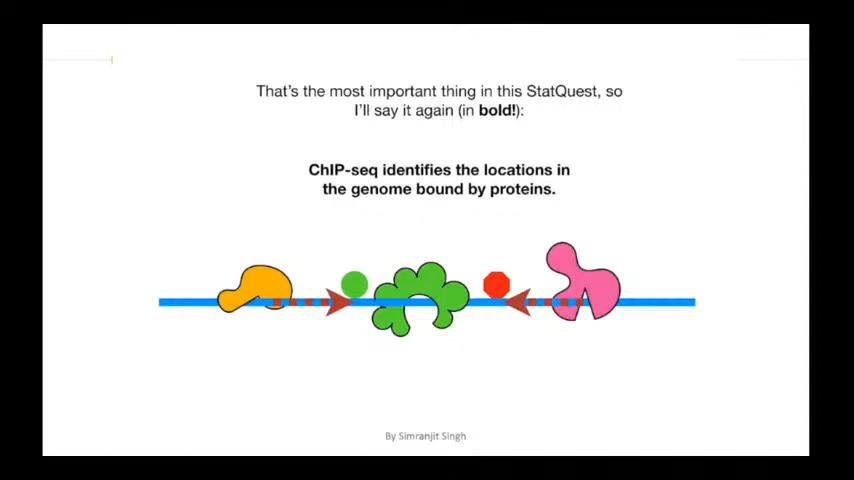 That's the most important thing in this StatQuest, so
I'll say it again (in bold!):
ChIP-seq identifies the locations in
the genome bound by proteins.
By Simranjit Singh